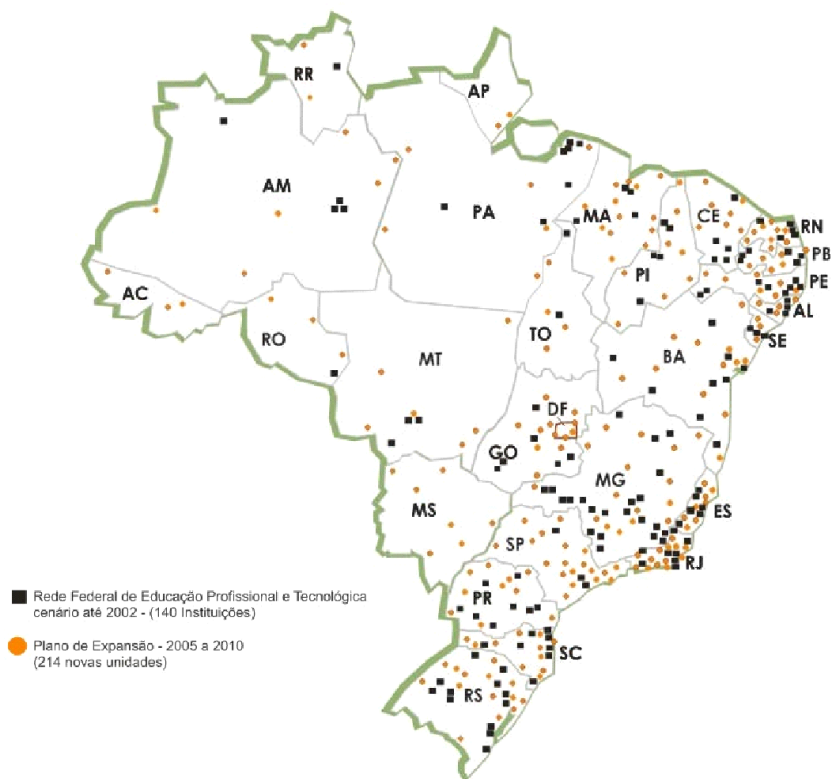 RR
AP
AM
PA
MA
CE
RN
PB
PE
AL
SE
PI
AC
RO
TO
BA
MT
DF
GO
MG
MS
ES
SP
RJ
PR
SC
RS
Rede Federal de Educação Profissional e Tecnológica
cenário até 2002 - (140 Instituições)
Plano de Expansão - 2005 a 2010
(214 novas unidades)